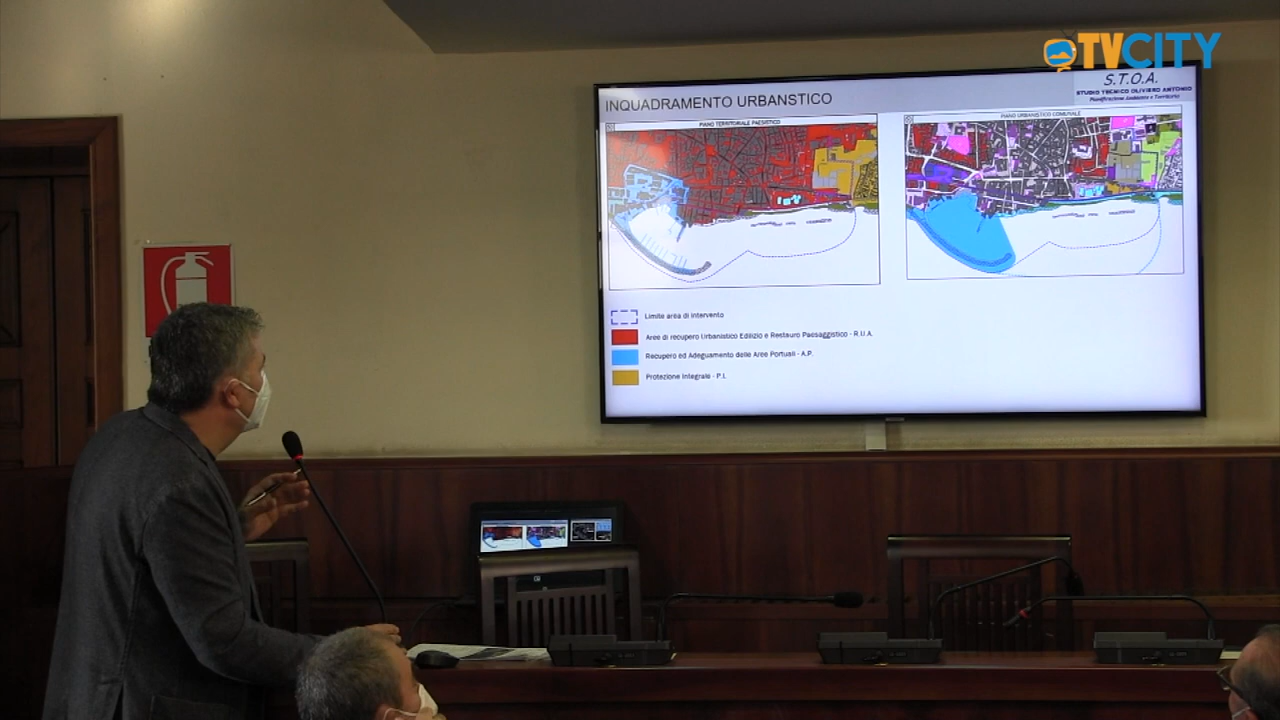 TVCITY
S.T.O.A.
STUDIO TECNICO OLIVIERO ANTONIO
Pianificazione Ambiente e Territorio
INQUADRAMENTO URBANSTICO
PIANO TERRITORIALE PAESISTICO
PIANO URBANISTICO COMUNALE
Limite area di intervento
Aree di recupero Urbanistico Edilizio e Restauro Paesaggistico - R.U.A.
Recupero ed Adeguamento delle Aree Portuali - A.P.
Protezione Integrale - P.I.